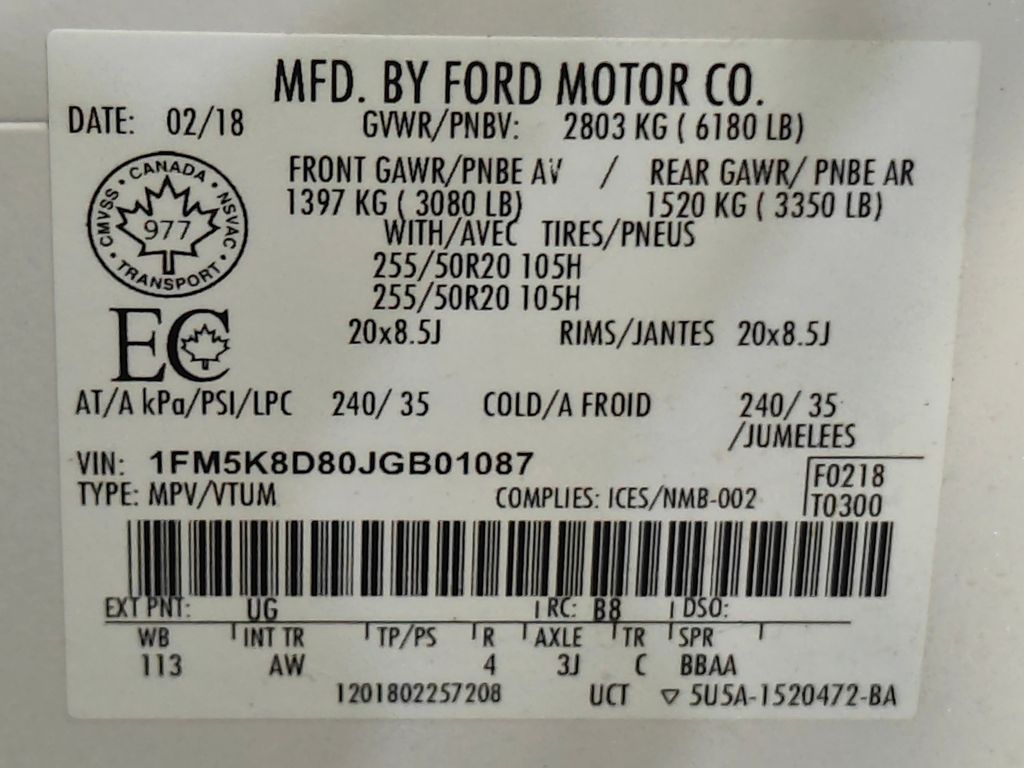 MFD. BY FORD MOTOR CO.
DATE: 02/18 GVWR/PNBV: 2803 KG ( 6180 LB)
FRONT GAWR/PNBE AV / REAR GAWR/ PNBE AR
1397 KG ( 3080 LB) 1520 KG ( 3350 LB)
WITH/AVEC TIRES/PNEUS
255/50R20 105H
255/50R20 105H
CANADA • NSVAC • TRANSPORT • CMVSS •
977
EC
20x8.5J RIMS/JANTES 20x8.5J
AT/A kPa/PSI/LPC 240/ 35 COLD/A FROID 240/ 35
/JUMELEES
VIN: 1FM5K8D80JGB01087
F0218
TYPE: MPV/VTUM COMPLIES: ICES/NMB-002
T0300
EXT PNT: UG RC: B8 DSO:
WB INT TR TP/PS R AXLE TR SPR
113 AW 4 3J C BBAA
1201802257208 UCT ▽ 5U5A-1520472-BA